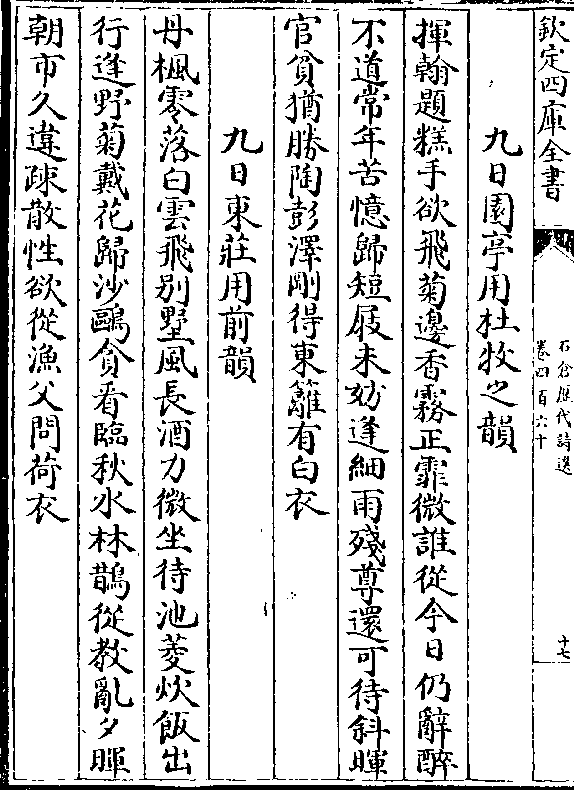 欽定四庫全書
石倉歷代詩選
卷四百六十
十七
九日園亭用杜牧之韻
揮翰題糕手欲飛菊邊香霧正霏微誰從今日仍辭醉
不道常年苦憶歸短屐未妨逢細雨殘尊還可待斜暉
官貧猶勝陶彭澤剛得東籬有白衣
九日東莊用前韻
丹楓零落白雲飛别墅風長酒力微坐待池菱炊飯出
行逢野菊戴花歸沙鷗貪看臨秋水林鵲從教亂夕暉
朝市久違疎散性欲從漁父問荷衣